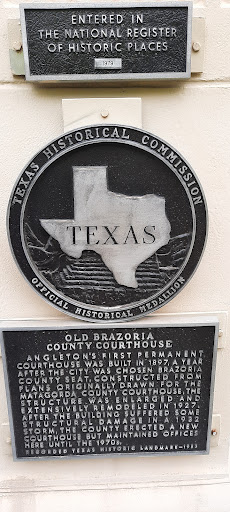 ENTERED IN
THE NATIONAL REGISTER
OF HISTORIC PLACES
1979
TEXAS HISTORICAL COMMISSION
TEXAS
OFFICIAL HISTORICAL MEDALLION
OLD BRAZORIA
COUNTY COURTHOUSE
ANGLETON'S FIRST PERMANENT
COURTHOUSE WAS BUILT IN 1897, A YEAR
AFTER THE CITY WAS CHOSEN BRAZORIA
COUNTY SEAT. CONSTRUCTED FROM
PLANS ORIGINALLY DRAWN FOR THE
MATAGORDA COUNTY COURTHOUSE, THE
STRUCTURE WAS ENLARGED AND
EXTENSIVELY REMODELED IN 1927.
AFTER THE BUILDING SUFFERED SOME
STRUCTURAL DAMAGE IN A 1932
STORM, THE COUNTY ERECTED A NEW
COURTHOUSE BUT MAINTAINED OFFICES
HERE UNTIL THE 1970s.
RECORDED TEXAS HISTORIC LANDMARK-1983